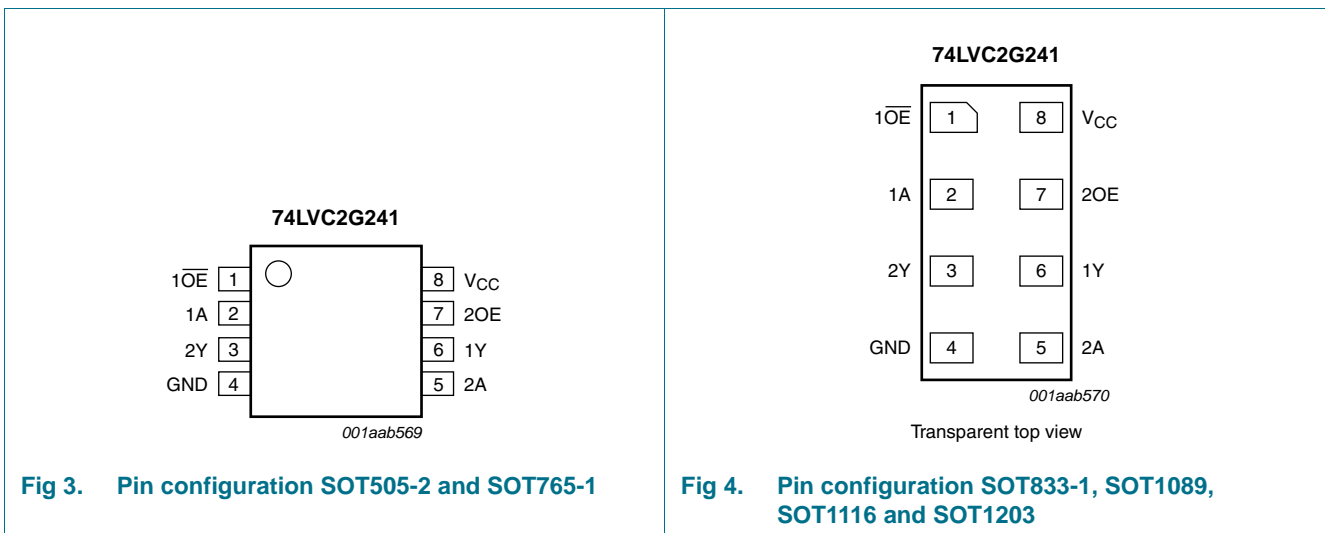 74LVC2G241
1O̅E̅ 1 8 VCC
1A 2 7 2OE
2Y 3 6 1Y
GND 4 5 2A
001aab569
Fig 3. Pin configuration SOT505-2 and SOT765-1
74LVC2G241
1O̅E̅ 1 8 VCC
1A 2 7 2OE
2Y 3 6 1Y
GND 4 5 2A
001aab570
Transparent top view
Fig 4. Pin configuration SOT833-1, SOT1089,
SOT1116 and SOT1203